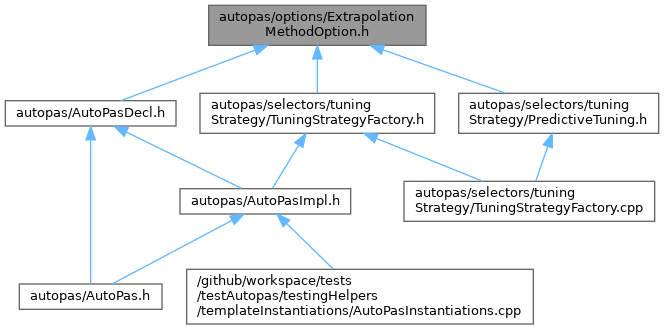 autopas/options/Extrapolation
MethodOption.h
autopas/AutoPasDecl.h
autopas/selectors/tuning
Strategy/TuningStrategyFactory.h
autopas/selectors/tuning
Strategy/PredictiveTuning.h
autopas/AutoPasImpl.h
autopas/selectors/tuning
Strategy/TuningStrategyFactory.cpp
autopas/AutoPas.h
/github/workspace/tests
/testAutopas/testingHelpers
/templateInstantiations/AutoPasInstantiations.cpp